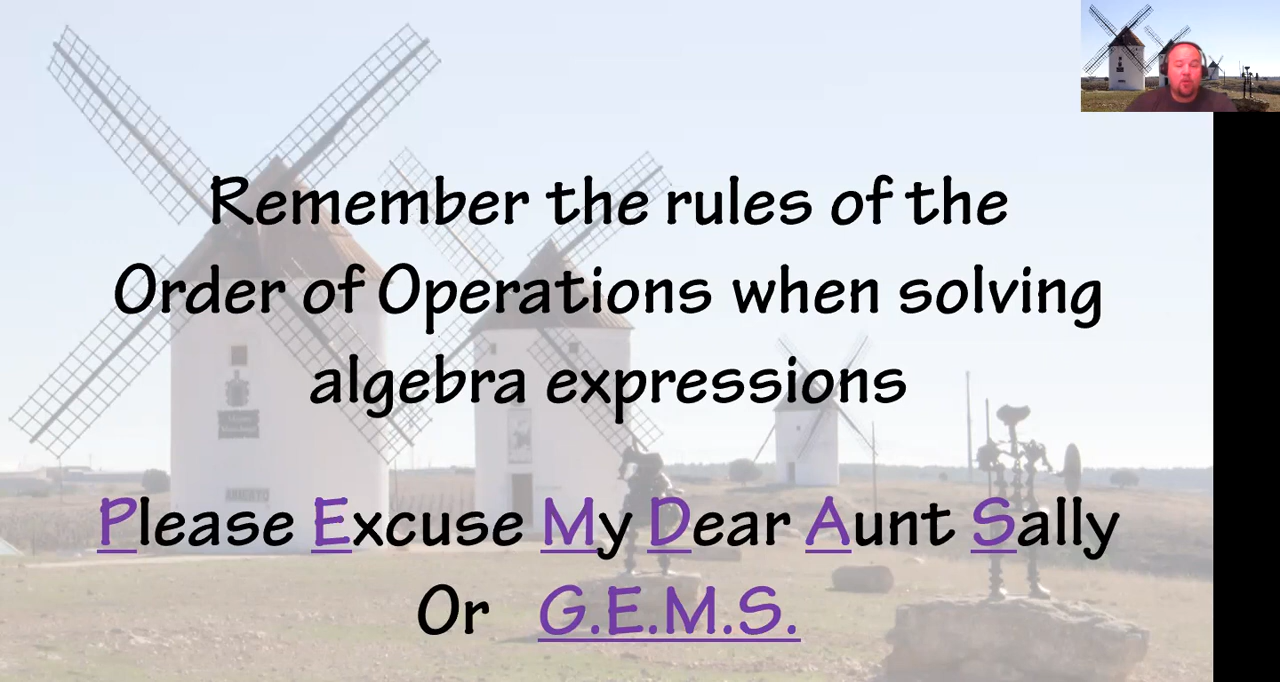 Remember the rules of the
Order of Operations when solving
algebra expressions
Please Excuse My Dear Aunt Sally
Or G.E.M.S.